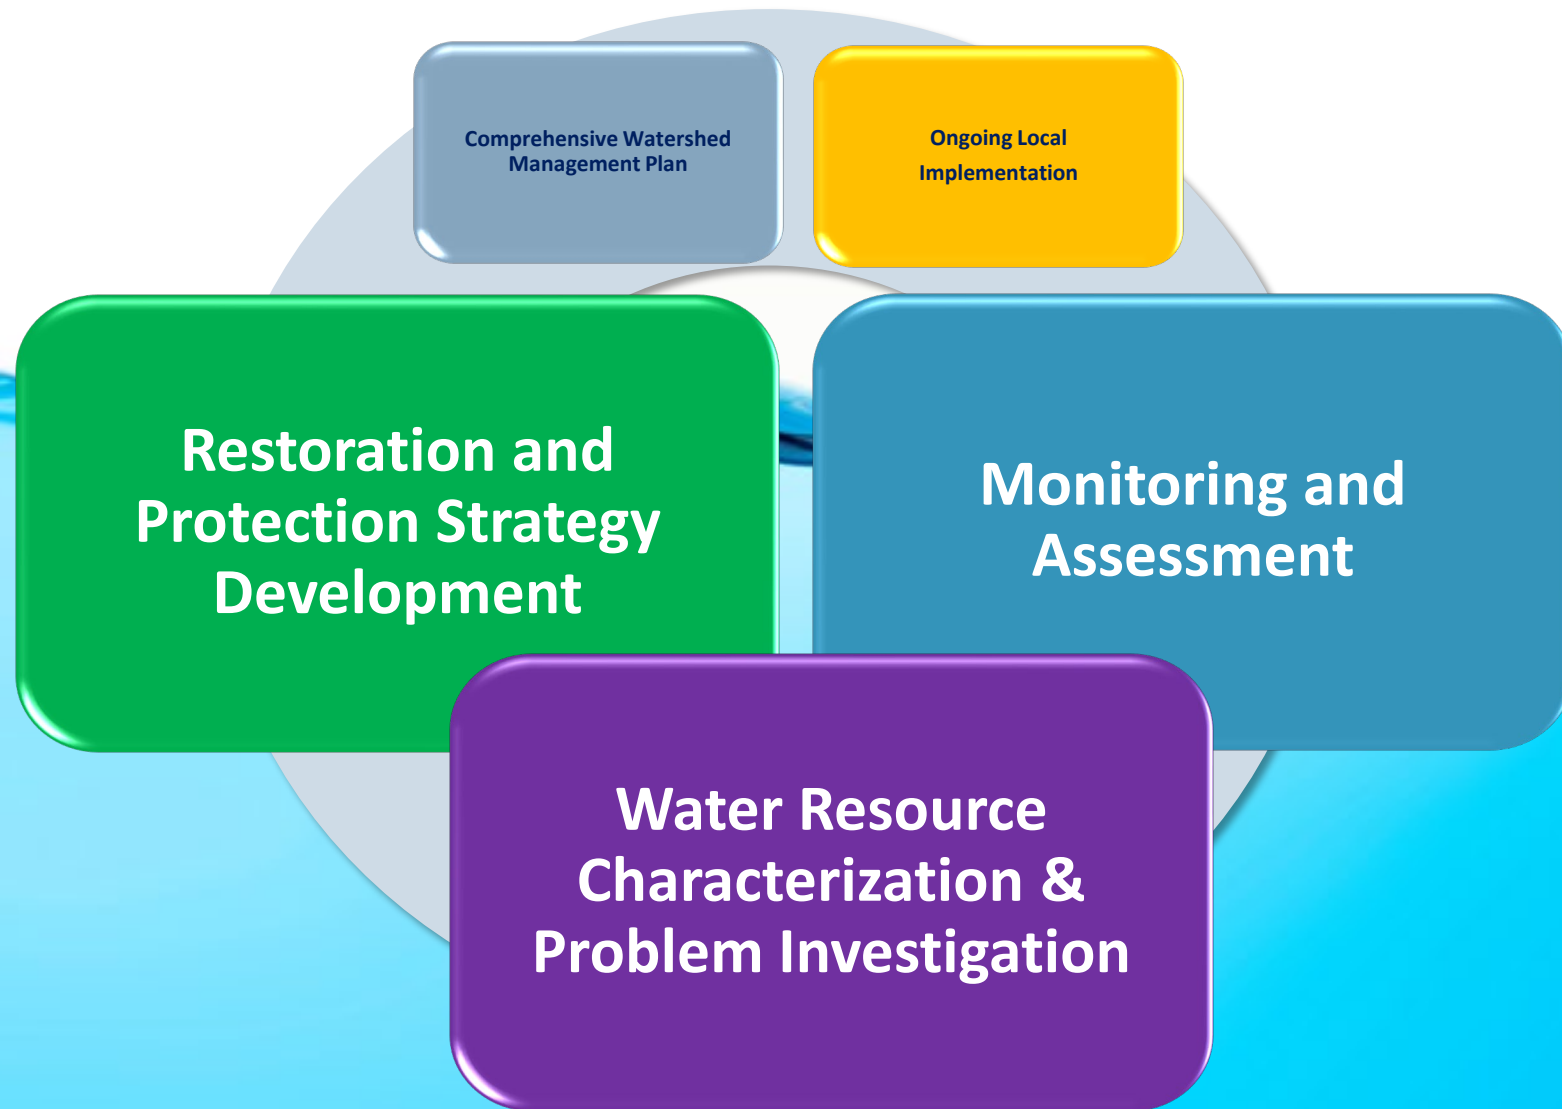 Comprehensive Watershed
Management Plan
Ongoing Local
Implementation
Restoration and
Protection Strategy
Development
Monitoring and
Assessment
Water Resource
Characterization &
Problem Investigation